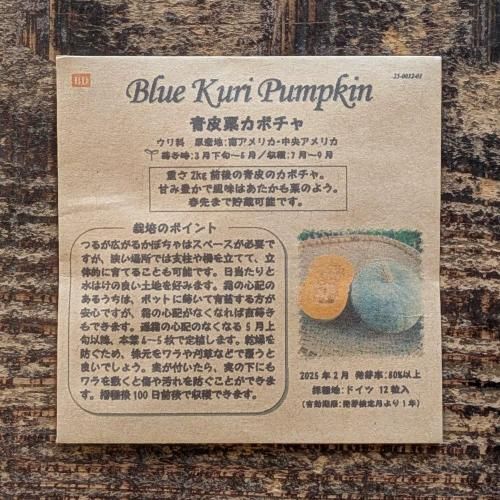 BD
25-0032-01
Blue Kuri Pumpkin
青皮栗カボチャ
ウリ科 原産地:南アメリカ・中央アメリカ
蒔き時:3月下旬~6月/収穫:7月~9月
重さ2kg前後の青皮のカボチャ。
甘み豊かで風味はあたかも栗のよう。
春先まで貯蔵可能です。
栽培のポイント
つるが広がるかぼちゃはスペースが必要で
すが、狭い場所では支柱や棚を立てて、立
体的に育てることも可能です。日当たりと
水はけの良い土地を好みます。霜の心配の
あるうちは、ポットに蒔いて育苗する方が
安心ですが、霜の心配がなくなれば直蒔き
もできます。遅霜の心配のなくなる5月上
旬以降、本葉4~5枚で定植します。乾燥を
防ぐため、株元をワラや刈草などで覆うと
良いでしょう。実が付いたら、実の下にも
ワラを敷くと傷や汚れを防ぐことができま
す。播種後100日前後で収穫できます。
2025年2月 発芽率:80%以上
採種地:ドイツ 12粒入
(有効期限:発芽検定月より1年)